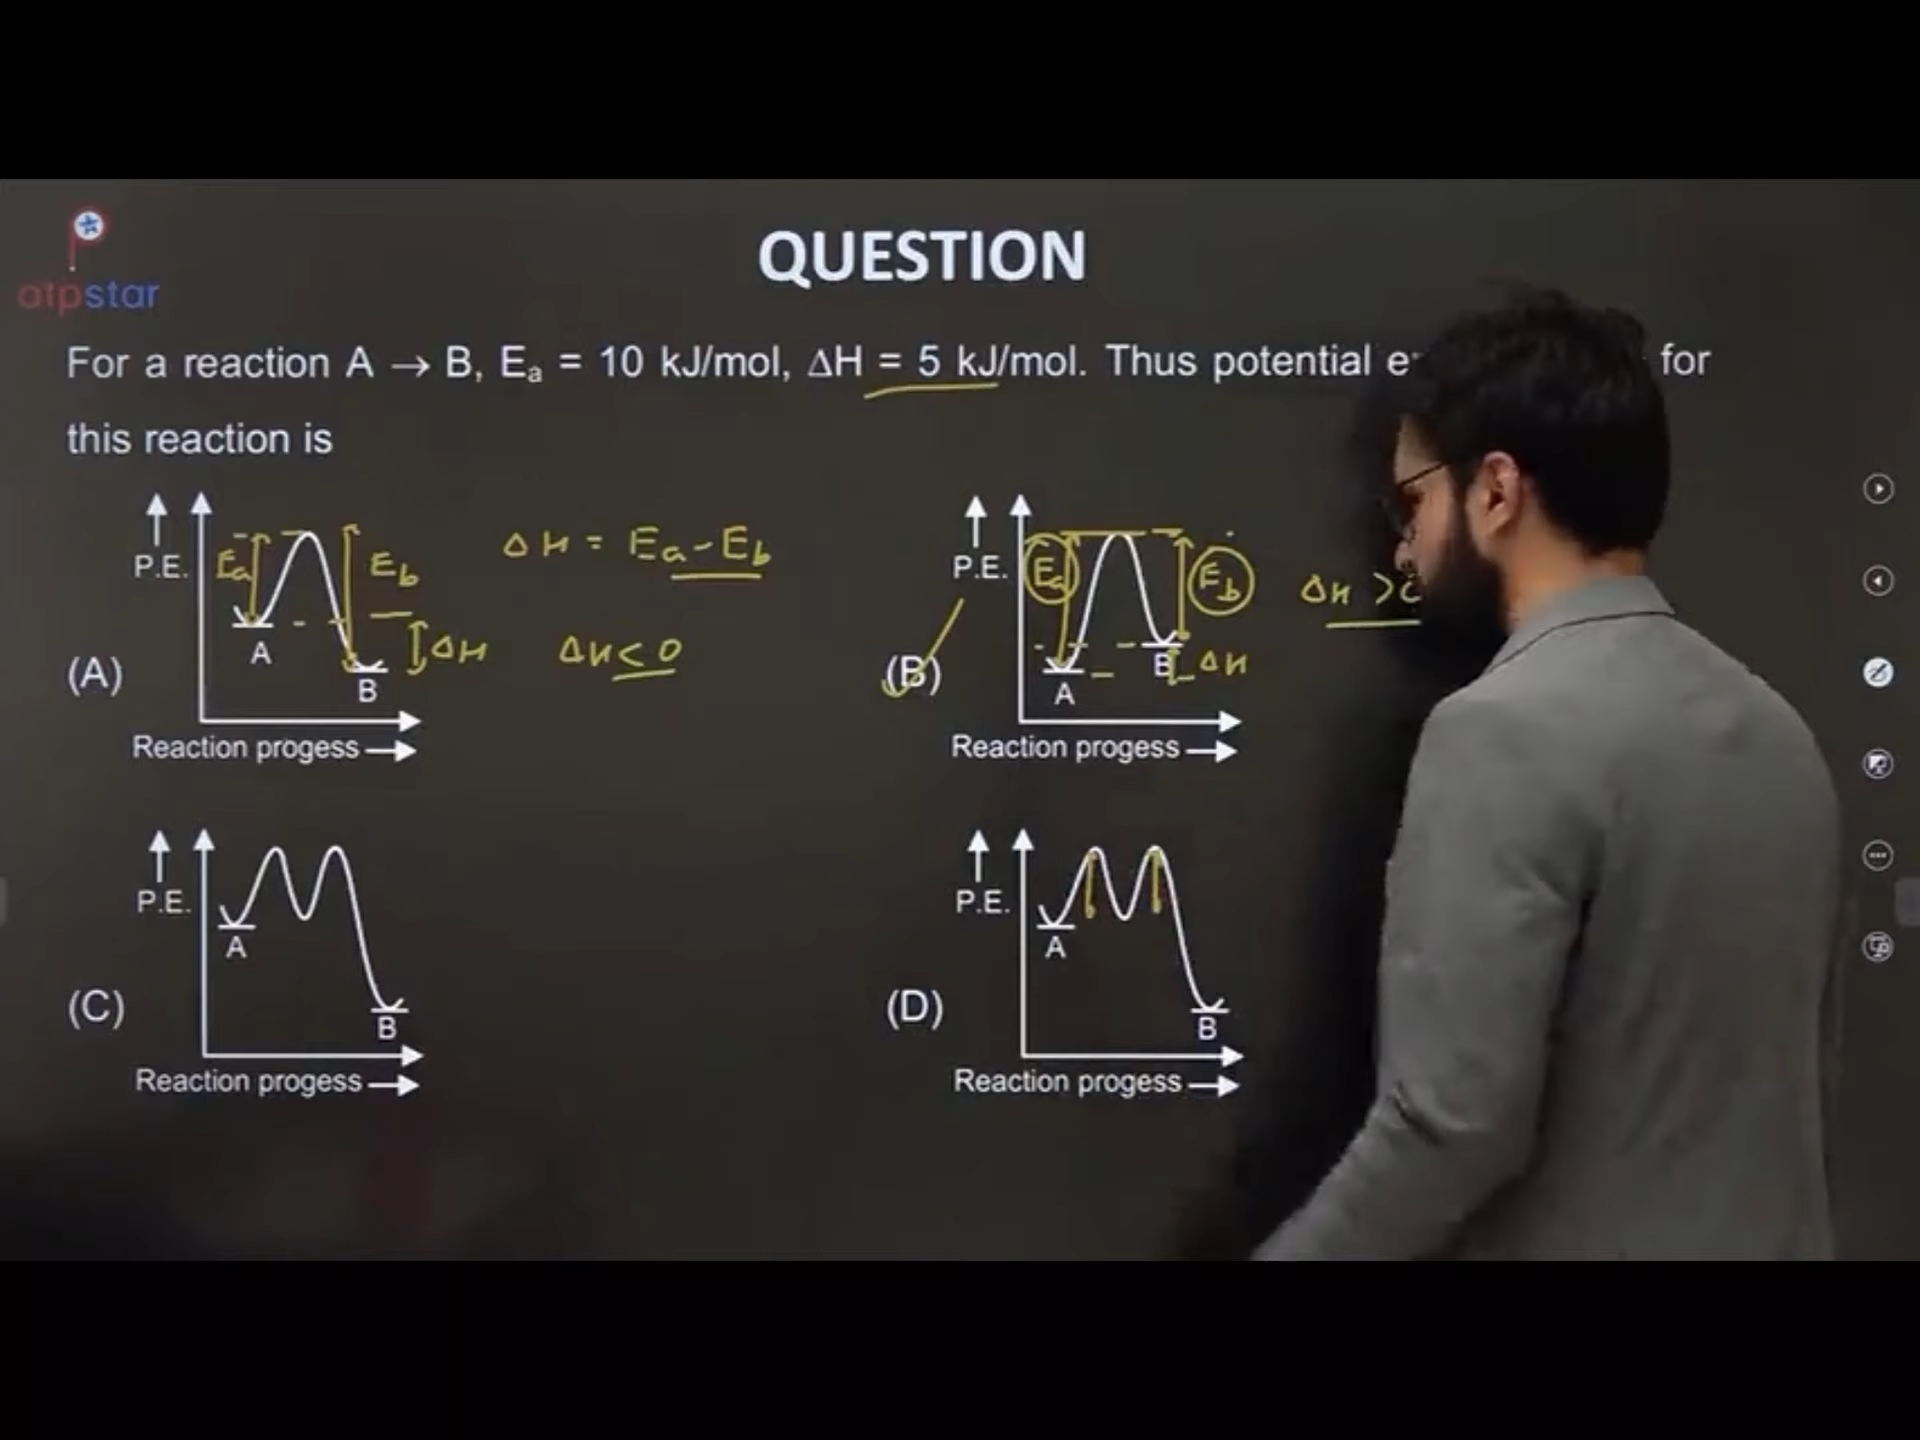 otpstar
QUESTION
For a reaction A → B, Eₐ = 10 kJ/mol, ΔH = 5 kJ/mol. Thus potential for
this reaction is
P.E.
Ea
Eb
ΔH = Ea - Eb
A
ΔH
ΔH < 0
(A)
B
Reaction progess
P.E.
Ea
Eb
ΔH >
(B)
A
B
ΔH
Reaction progess
P.E.
A
(C)
B
Reaction progess
P.E.
A
(D)
B
Reaction progess